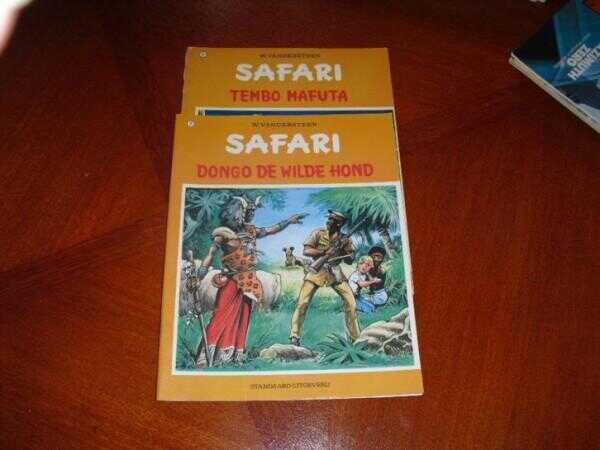 W. VANDERSTEEN
SAFARI
TEMBO MAFUTA
W. VANDERSTEEN
SAFARI
DONGO DE WILDE HOND
STANDAARD UITGEVERIJ